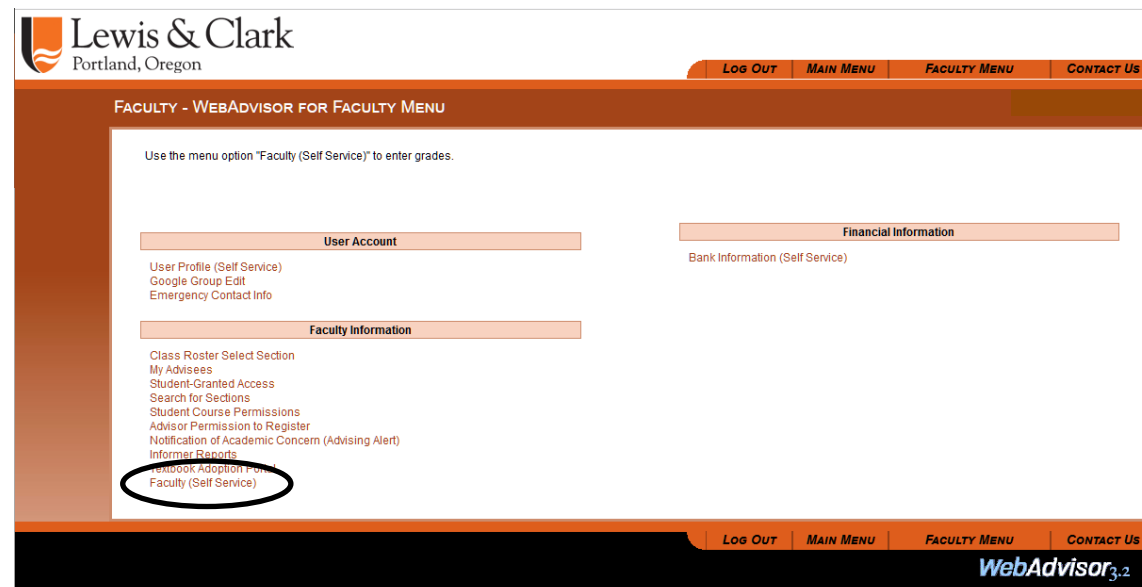 Lewis & Clark
Portland, Oregon
LOG OUT MAIN MENU FACULTY MENU CONTACT US
FACULTY - WEBADVISOR FOR FACULTY MENU
Use the menu option "Faculty (Self Service)" to enter grades.
User Account
User Profile (Self Service)
Google Group Edit
Emergency Contact Info
Faculty Information
Class Roster Select Section
My Advisees
Student-Granted Access
Search for Sections
Student Course Permissions
Advisor Permission to Register
Notification of Academic Concern (Advising Alert)
Informer Reports
Textbook Adoption Portal
Faculty (Self Service)
Financial Information
Bank Information (Self Service)
LOG OUT MAIN MENU FACULTY MENU CONTACT US
WebAdvisor 3.2